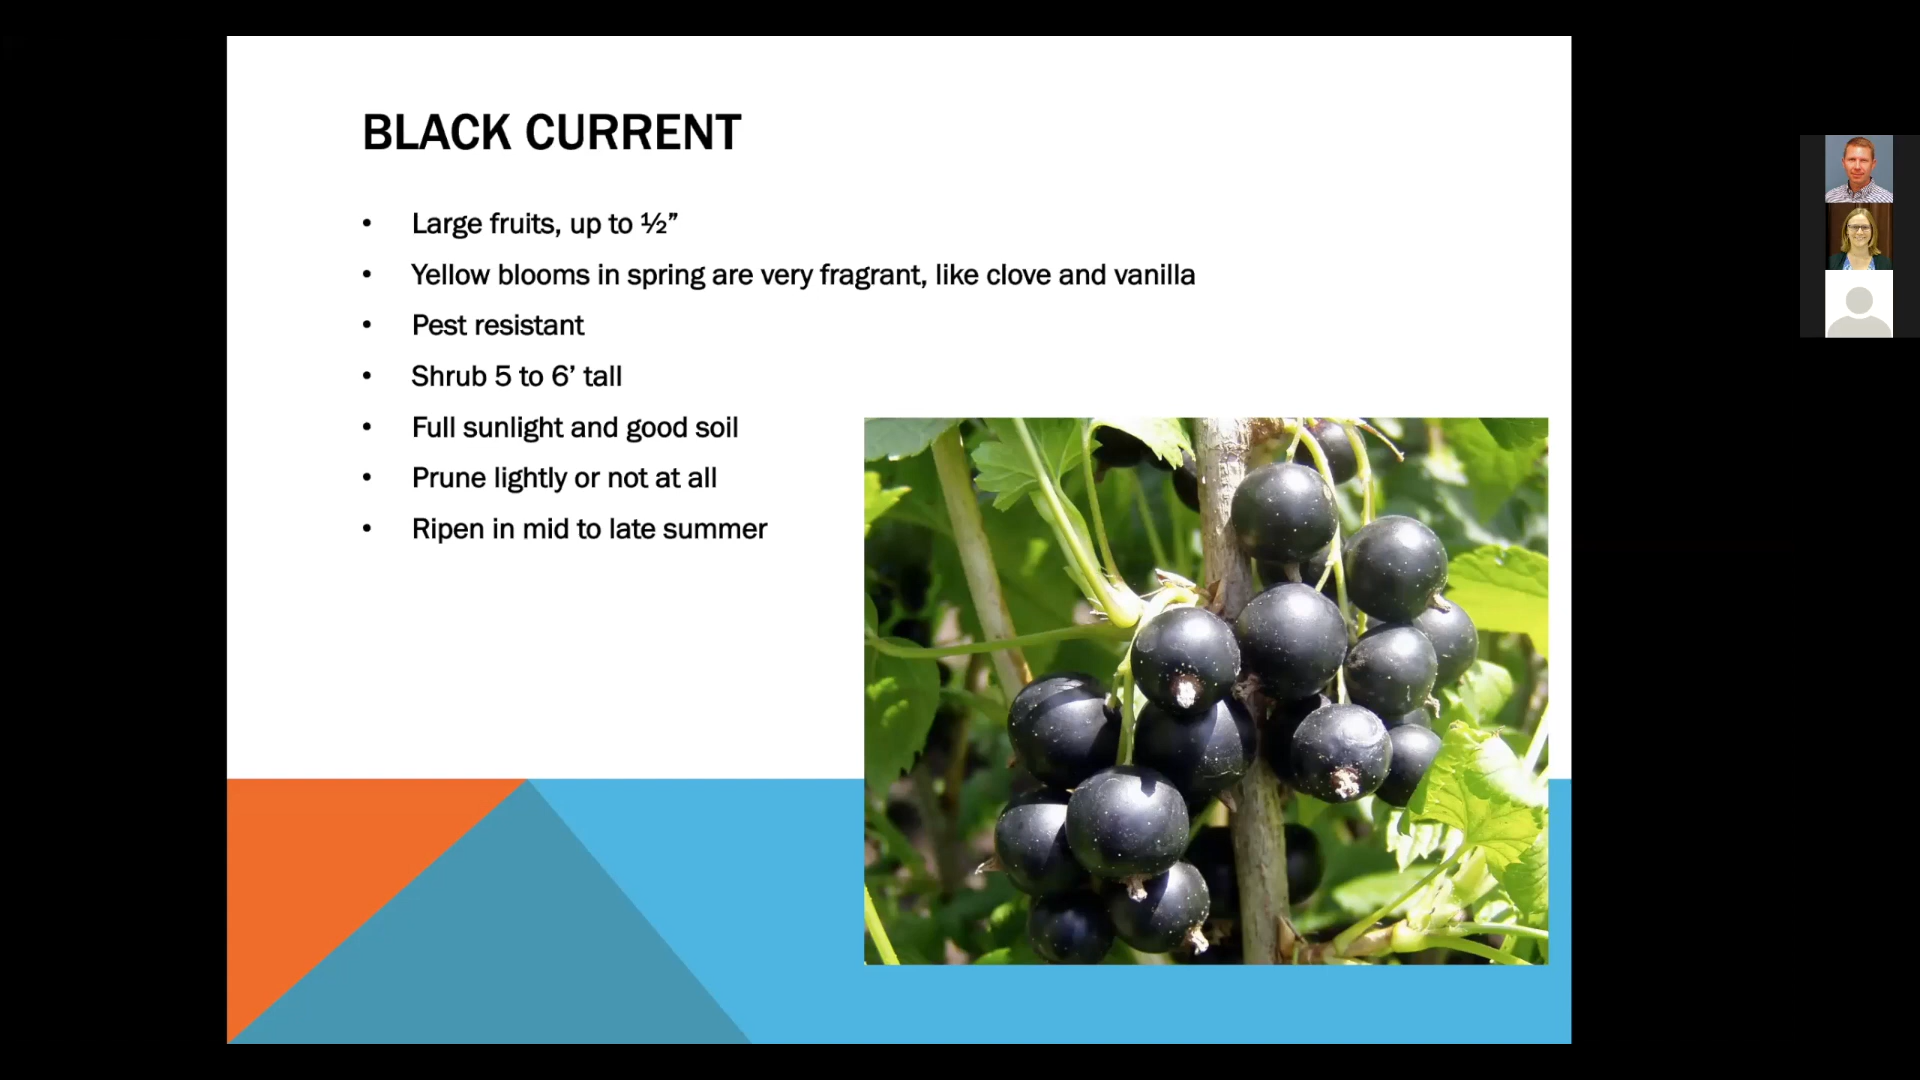 BLACK CURRENT
• Large fruits, up to ½”
• Yellow blooms in spring are very fragrant, like clove and vanilla
• Pest resistant
• Shrub 5 to 6’ tall
• Full sunlight and good soil
• Prune lightly or not at all
• Ripen in mid to late summer